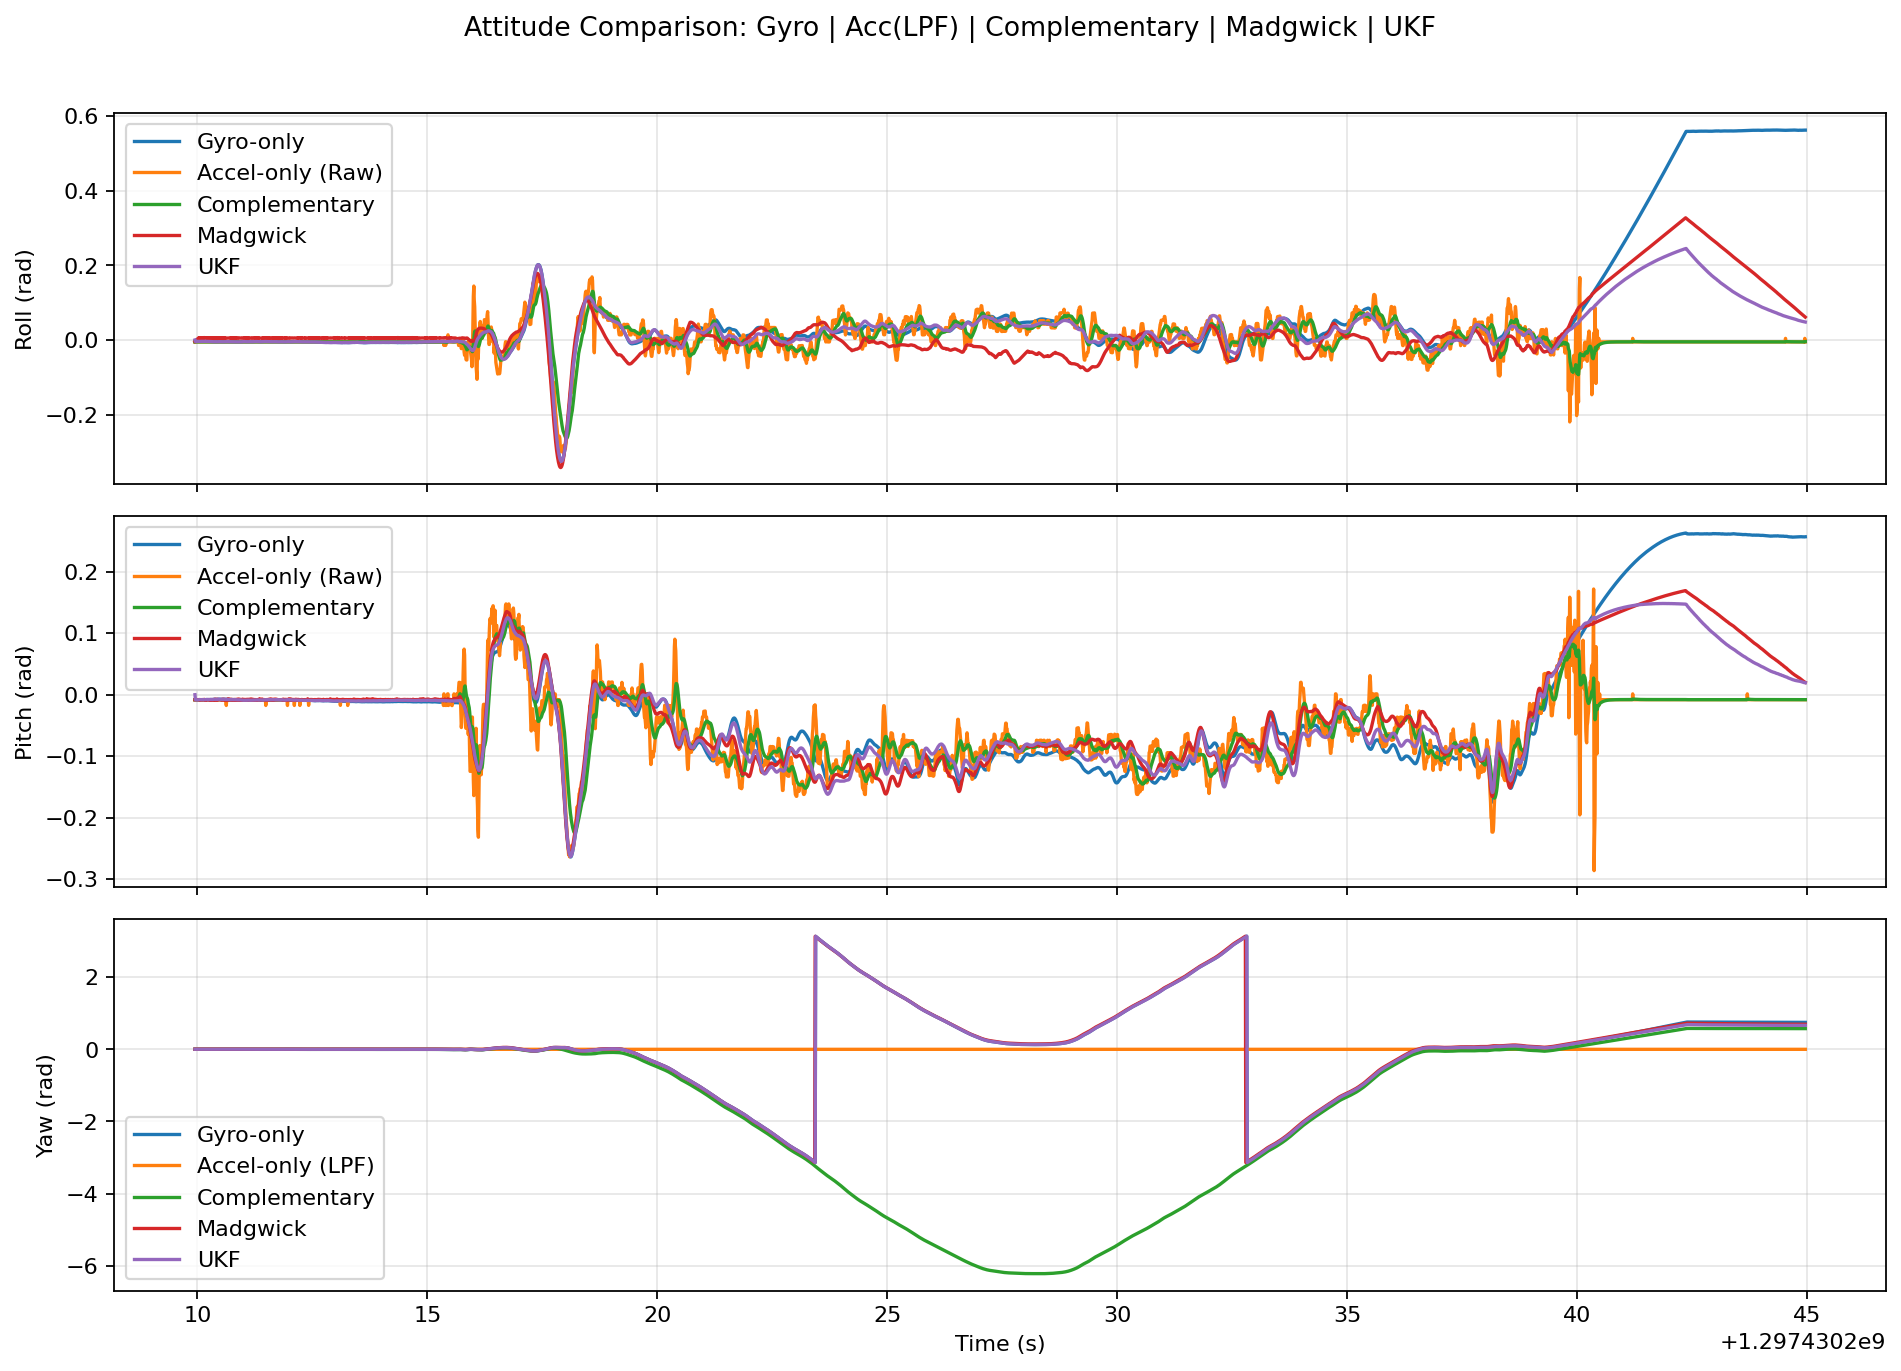 Attitude Comparison: Gyro | Acc(LPF) | Complementary | Madgwick | UKF
Roll (rad)
0.6
0.4
0.2
0.0
−0.2
Gyro-only
Accel-only (Raw)
Complementary
Madgwick
UKF
Pitch (rad)
0.2
0.1
0.0
−0.1
−0.2
−0.3
Gyro-only
Accel-only (Raw)
Complementary
Madgwick
UKF
Yaw (rad)
2
0
−2
−4
−6
Gyro-only
Accel-only (LPF)
Complementary
Madgwick
UKF
10 15 20 25 30 35 40 45
Time (s)
+1.2974302e9